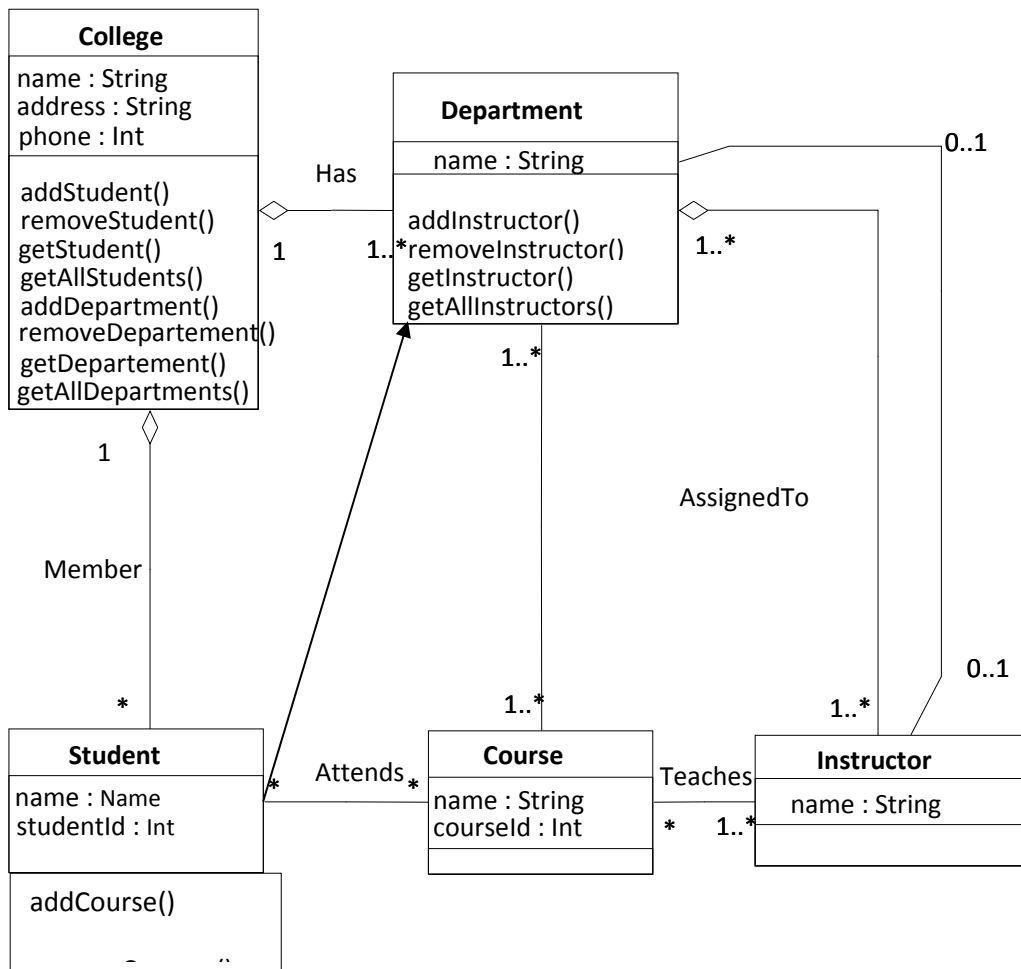 College
name : String
address : String
phone : Int
addStudent()
removeStudent()
getStudent()
getAllStudents()
addDepartment()
removeDepartement()
getDepartement()
getAllDepartments()
Has
1
1..*
Department
name : String
addInstructor()
removeInstructor()
getInstructor()
getAllInstructors()
0..1
1..*
1..*
1
Member
*
AssignedTo
0..1
1..*
1..*
Student
name : Name
studentId : Int
addCourse()
*
Attends
*
Course
name : String
courseId : Int
Teaches
*
1..*
Instructor
name : String